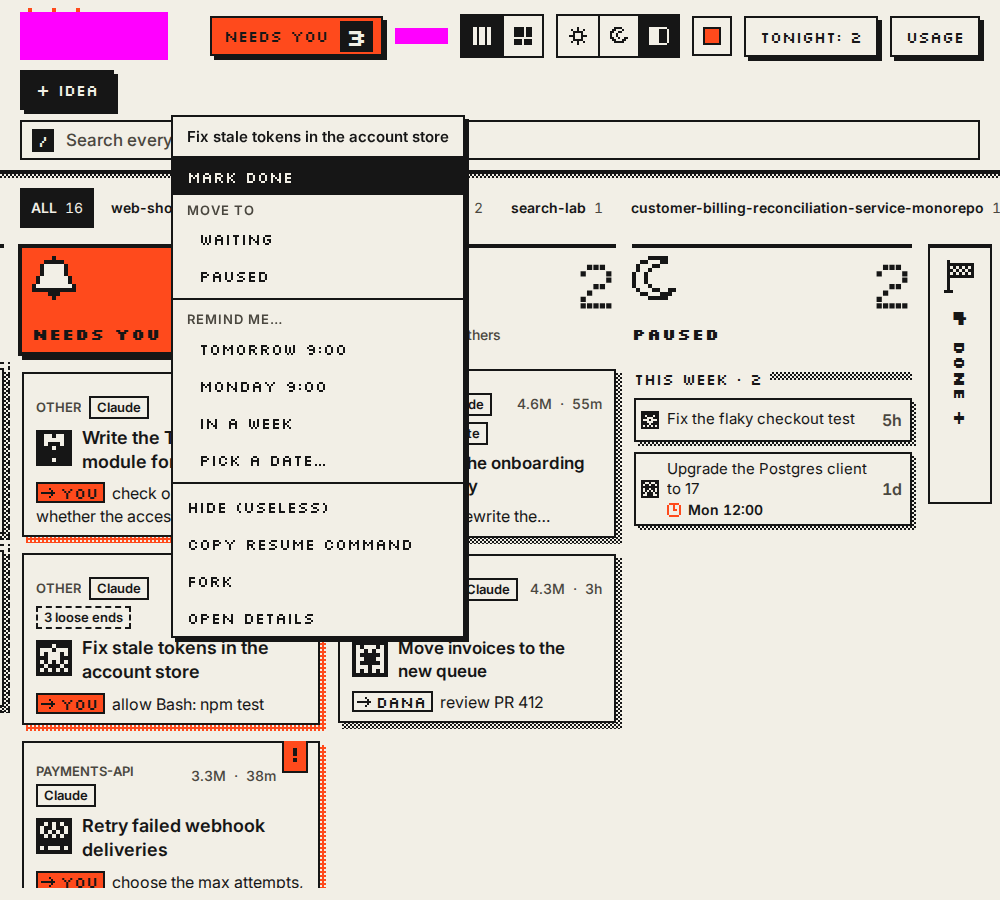 NEEDS YOU 3
TONIGHT: 2
USAGE
+ IDEA
/ Search every
ALL 16
web-sho
2
search-lab 1
customer-billing-reconciliation-service-monorepo 1
Fix stale tokens in the account store
MARK DONE
MOVE TO
WAITING
PAUSED
REMIND ME…
TOMORROW 9:00
MONDAY 9:00
IN A WEEK
PICK A DATE…
HIDE (USELESS)
COPY RESUME COMMAND
FORK
OPEN DETAILS
NEEDS YOU
OTHER Claude
Write the T
module fo
→ YOU check o
whether the acces
OTHER Claude
3 loose ends
Fix stale tokens in the
account store
→ YOU allow Bash: npm test
!
PAYMENTS-API 3.3M · 38m
Claude
Retry failed webhook
deliveries
→ YOU choose the max attempts,
2
thers
de 4.6M · 55m
te
he onboarding
y
ewrite the…
Claude 4.3M · 3h
Move invoices to the
new queue
→ DANA review PR 412
2
PAUSED
THIS WEEK · 2
Fix the flaky checkout test 5h
Upgrade the Postgres client
to 17 1d
Mon 12:00
4 DONE +